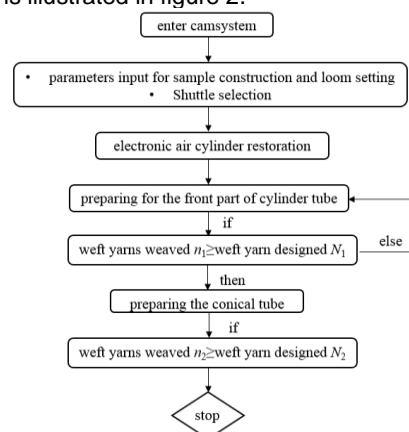 is illustrated in figure 2.
enter camsystem
• parameters input for sample construction and loom setting
• Shuttle selection
electronic air cylinder restoration
preparing for the front part of cylinder tube
if
weft yarns weaved n₁≥weft yarn designed N₁
else
then
preparing the conical tube
if
weft yarns weaved n₂≥weft yarn designed N₂
stop